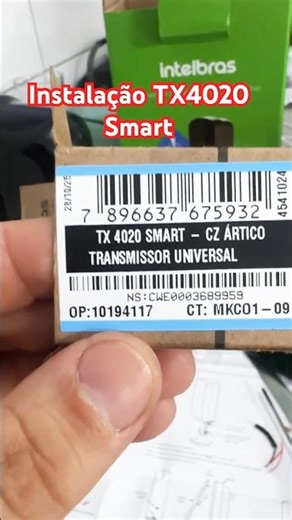 intelbras
Instalação TX4020
Smart
28/10/25
7 896637 675932
4541024
TX 4020 SMART - CZ ÁRTICO
TRANSMISSOR UNIVERSAL
NS:CWE0003689959
OP:10194117 CT: MKC01-09